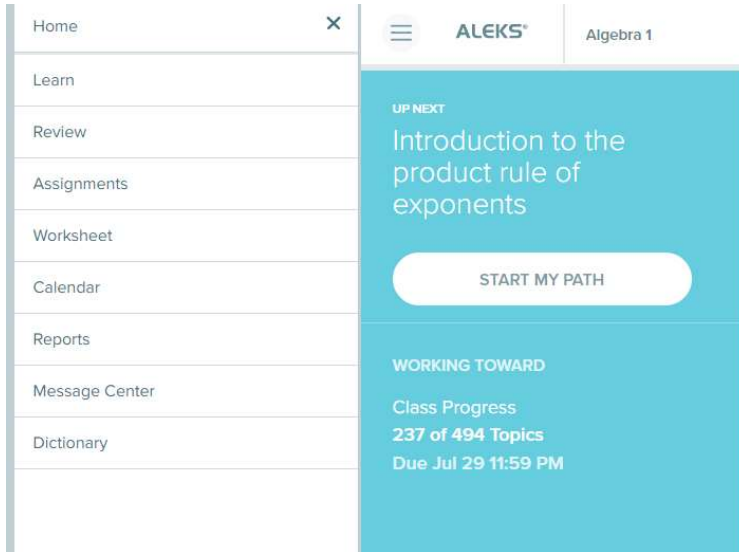 Home
Learn
Review
Assignments
Worksheet
Calendar
Reports
Message Center
Dictionary
ALEKS®
Algebra 1
UP NEXT
Introduction to the
product rule of
exponents
START MY PATH
WORKING TOWARD
Class Progress
237 of 494 Topics
Due Jul 29 11:59 PM